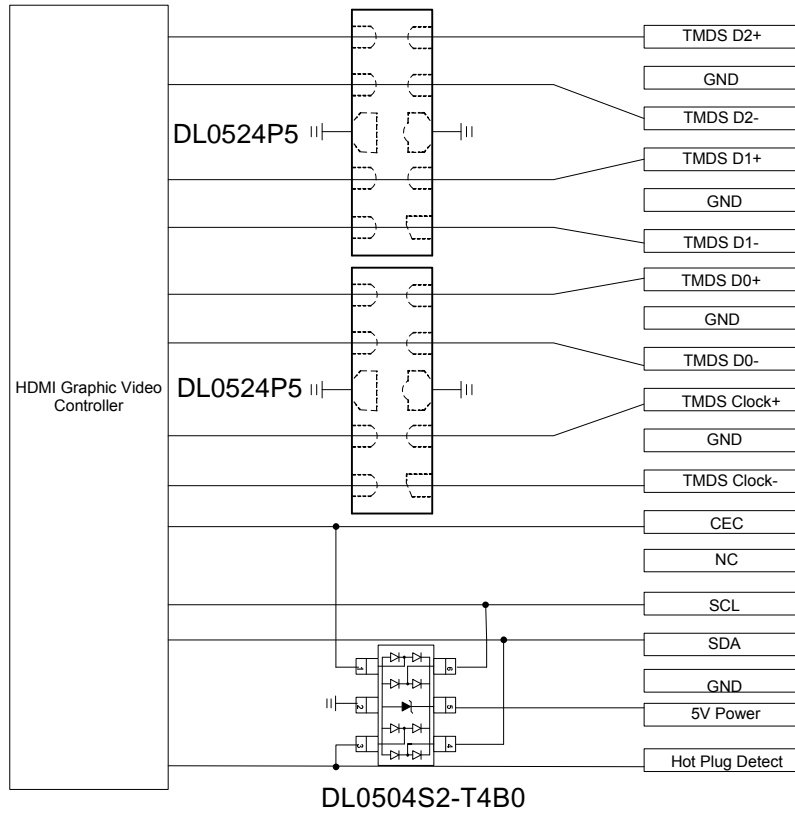 TMDS D2+
GND
DL0524P5
TMDS D2-
TMDS D1+
GND
TMDS D1-
TMDS D0+
GND
TMDS D0-
HDMI Graphic Video
Controller
DL0524P5
TMDS Clock+
GND
TMDS Clock-
CEC
NC
SCL
SDA
1
6
GND
2
5
5V Power
3
4
Hot Plug Detect
DL0504S2-T4B0